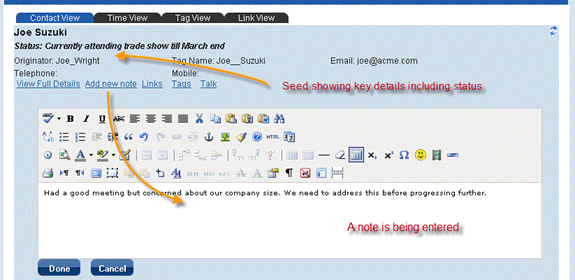 Contact View Time View Tag View Link View
Joe Suzuki
Status: Currently attending trade show till March end
Originator: Joe_Wright Tag Name: Joe__Suzuki Email: joe@acme.com
Telephone: Mobile:
View Full Details Add new note Links Tags Talk
Seed showing key details including status
B I U ABC
HTML
Had a good meeting but concerned about our company size. We need to address this before progressing further.
A note is being entered
Done Cancel